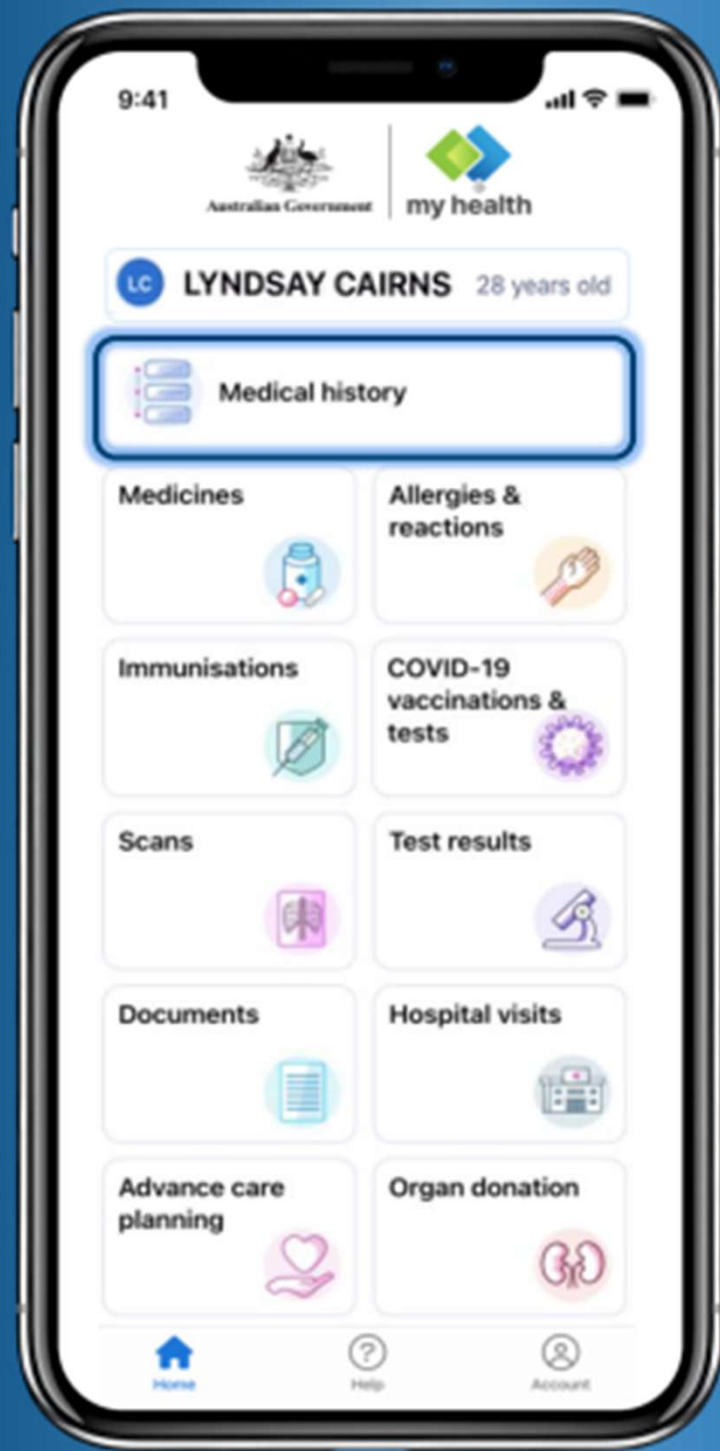 9:41
Australian Government
my health
LC LYNDSAY CAIRNS 28 years old
Medical history
Medicines
Allergies &
reactions
Immunisations
COVID-19
vaccinations &
tests
Scans
Test results
Documents
Hospital visits
Advance care
planning
Organ donation
Home
Help
Account